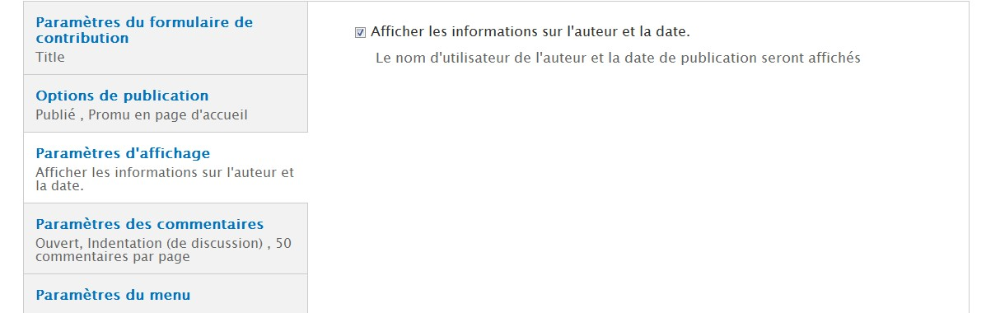 Paramètres du formulaire de
contribution
Title
Options de publication
Publié , Promu en page d'accueil
Paramètres d'affichage
Afficher les informations sur l'auteur et
la date.
Paramètres des commentaires
Ouvert, Indentation (de discussion) , 50
commentaires par page
Paramètres du menu
Afficher les informations sur l'auteur et la date.
Le nom d'utilisateur de l'auteur et la date de publication seront affichés